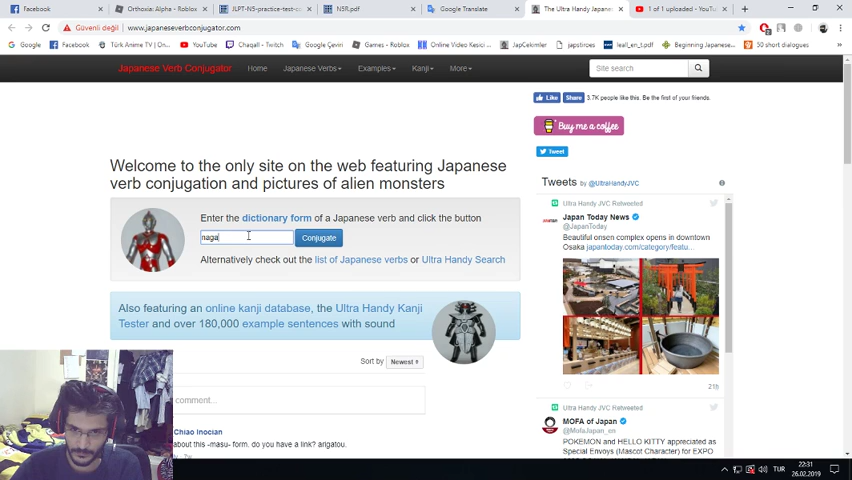 Facebook
Orthoxia: Alpha - Roblox
JLPT-N5-practice-test-c
N5R.pdf
Google Translate
The Ultra Handy Japane
1 of 1 uploaded - YouTu
Güvenli değil
www.japaneseverbconjugator.com
Google
Facebook
Türk Anime TV | On
YouTube
Chaqall - Twitch
Google Çeviri
Games - Roblox
Online Video Kesici
JapÇekimler
japstiroes
leall_en_t.pdf
Beginning Japanese
50 short dialogues
Japanese Verb Conjugator
Home
Japanese Verbs
Examples
Kanji
More
Site search
Like
Share
3.7K people like this. Be the first of your friends.
Buy me a coffee
Tweet
Welcome to the only site on the web featuring Japanese
verb conjugation and pictures of alien monsters
Enter the dictionary form of a Japanese verb and click the button
naga
Conjugate
Alternatively check out the list of Japanese verbs or Ultra Handy Search
Also featuring an online kanji database, the Ultra Handy Kanji
Tester and over 180,000 example sentences with sound
Sort by
Newest
comment...
Chiao Inocian
about this -masu- form. do you have a link? arigatou.
7w
Tweets by @UltraHandyJVC
Ultra Handy JVC Retweeted
Japan Today News
@JapanToday
Beautiful onsen complex opens in downtown
Osaka japantoday.com/category/featu...
21h
Ultra Handy JVC Retweeted
MOFA of Japan
@MofaJapan_en
POKEMON and HELLO KITTY appointed as
Special Envoys (Mascot Character) for EXPO
TUR
22:31
26.02.2019